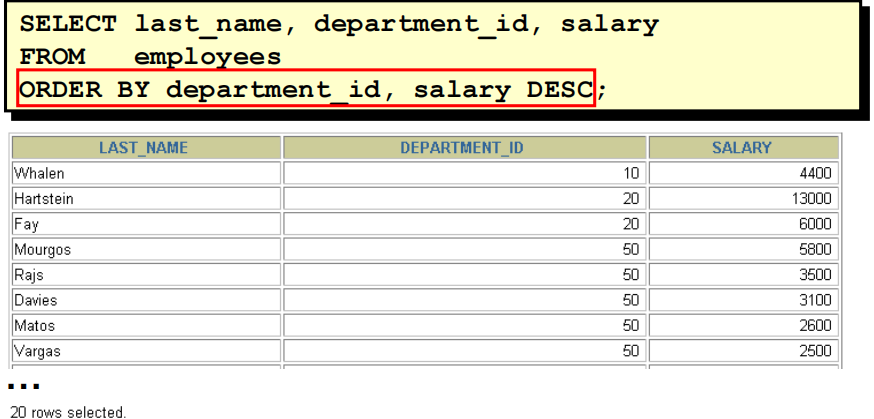 SELECT last_name, department_id, salary
FROM employees
ORDER BY department_id, salary DESC;
LAST_NAME DEPARTMENT_ID SALARY
Whalen 10 4400
Hartstein 20 13000
Fay 20 6000
Mourgos 50 5800
Rajs 50 3500
Davies 50 3100
Matos 50 2600
Vargas 50 2500
...
20 rows selected.